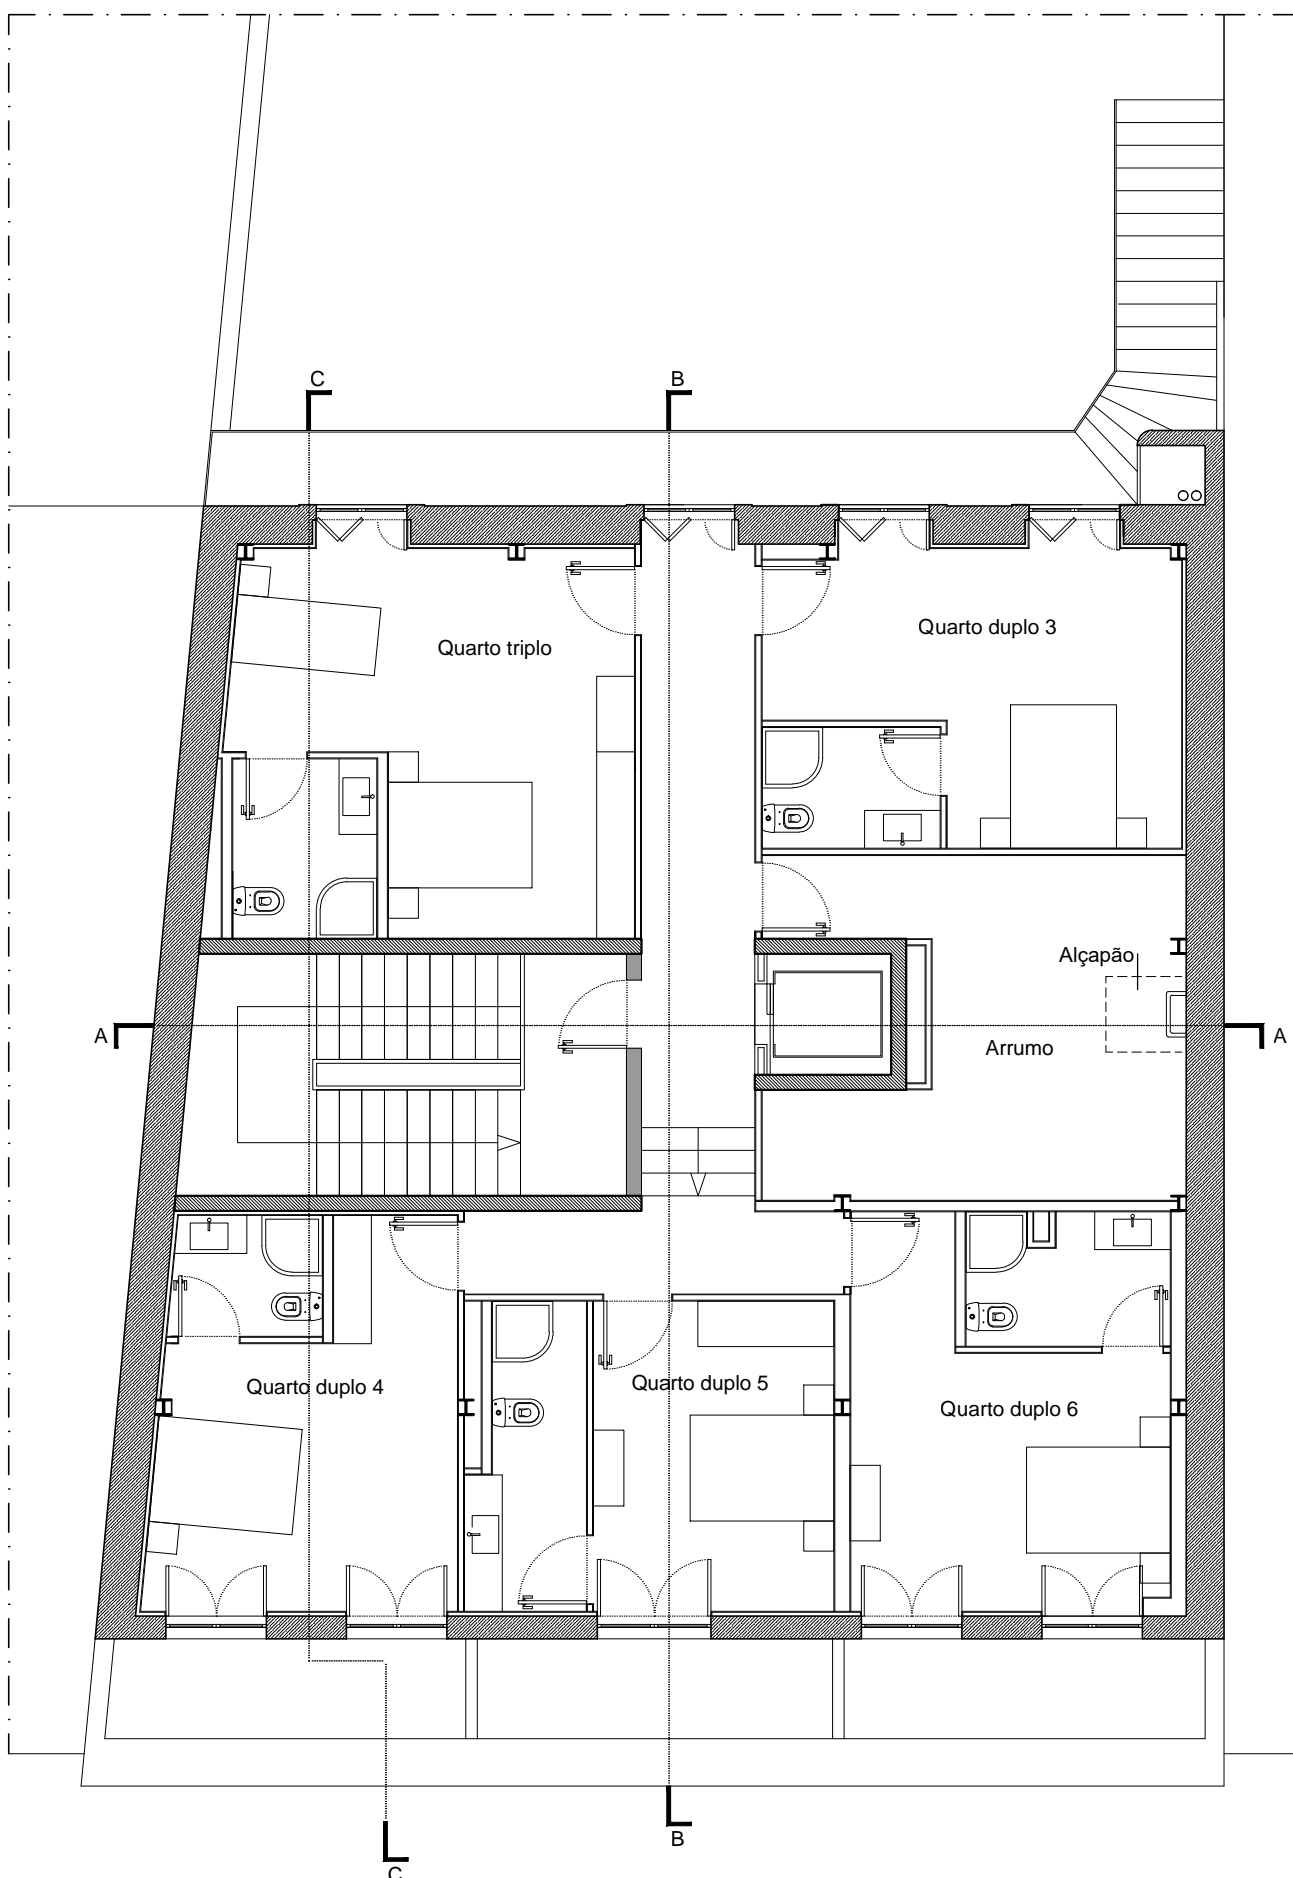 C
B
Quarto duplo 3
Quarto triplo
Alçapão
A
A
Arrumo
Quarto duplo 4
Quarto duplo 5
Quarto duplo 6
B
C